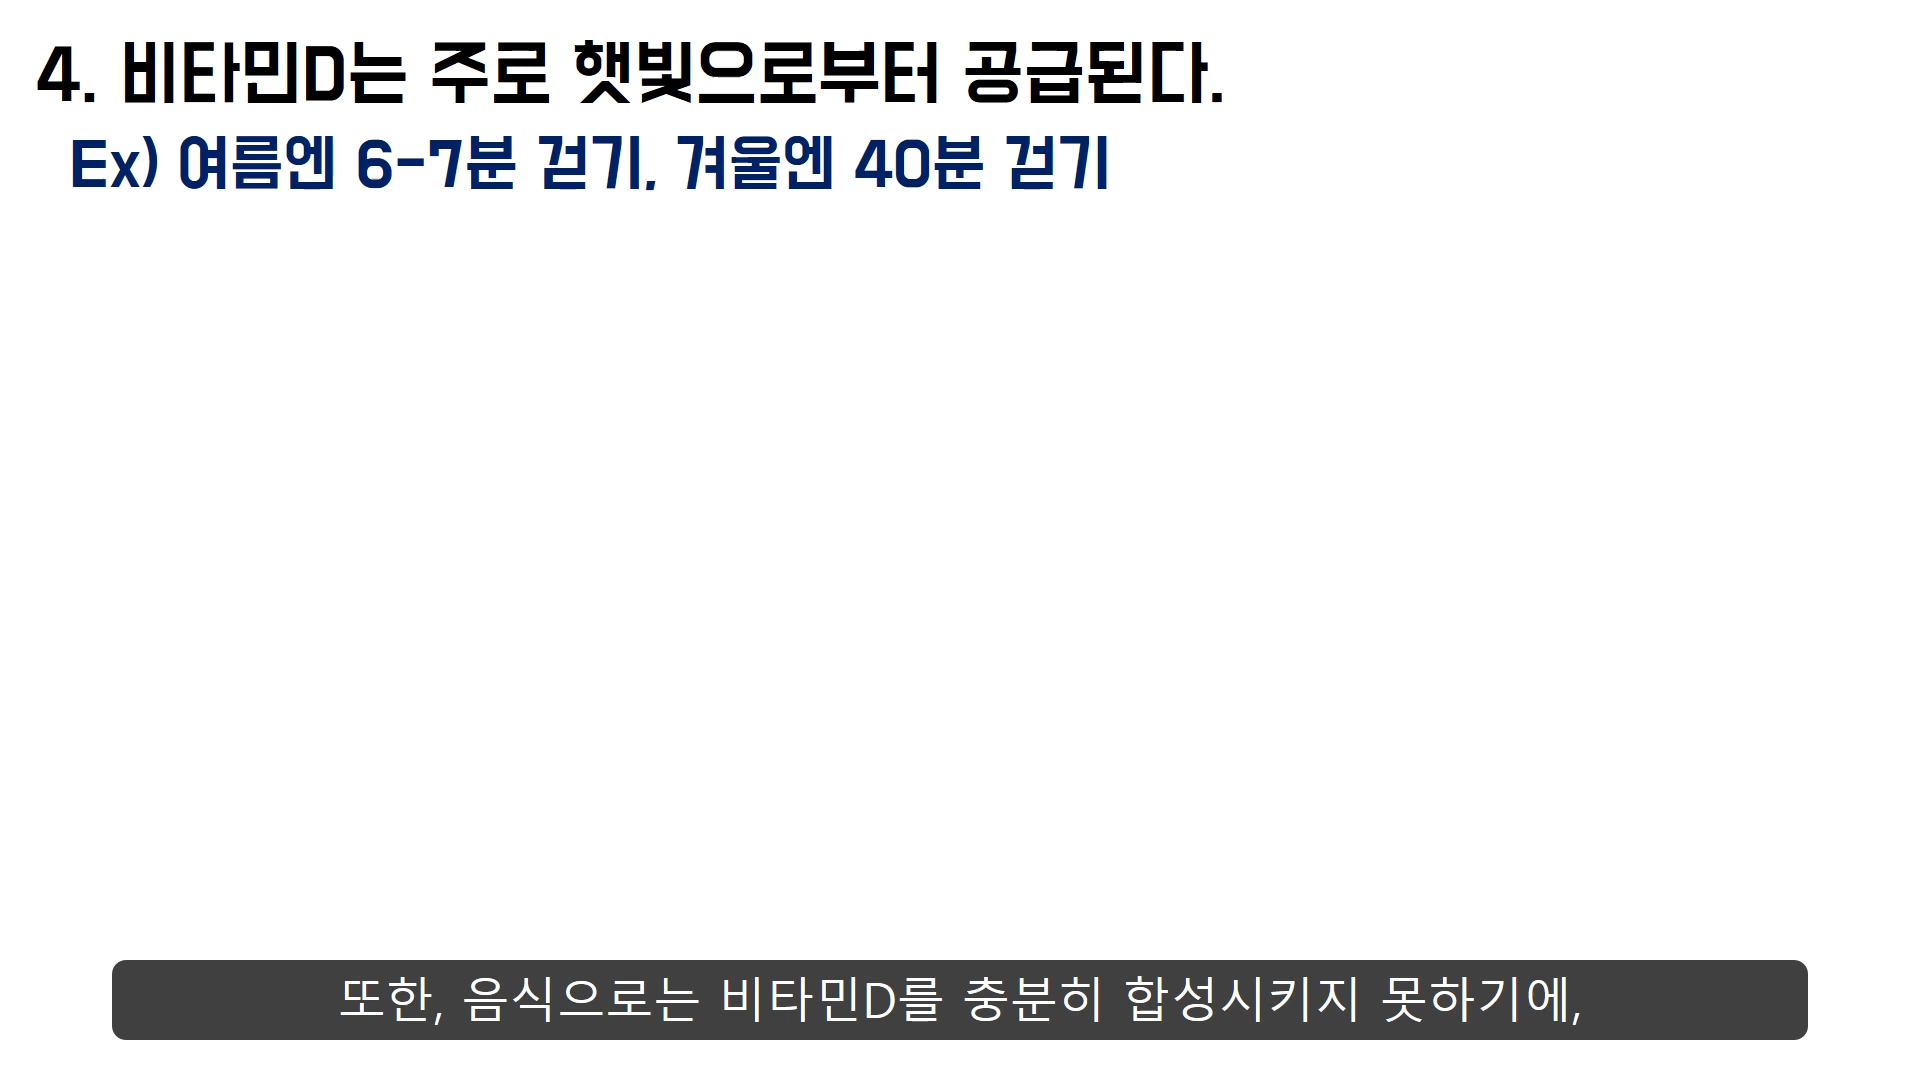 4. 비타민D는 주로 햇빛으로부터 공급된다.
Ex) 여름엔 6-7분 걷기, 겨울엔 40분 걷기
또한, 음식으로는 비타민D를 충분히 합성시키지 못하기에,